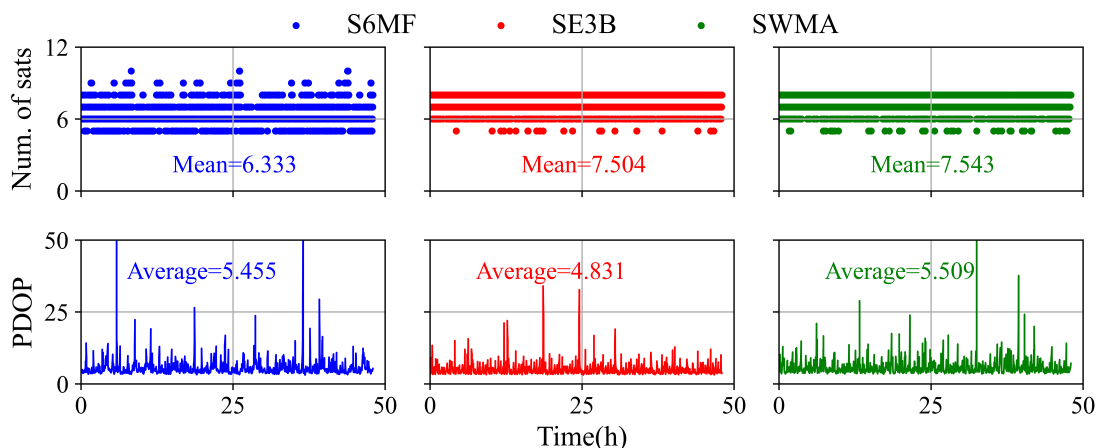 S6MF SE3B SWMA
Num. of sats
12
6
0
Mean=6.333 Mean=7.504 Mean=7.543
PDOP
50
25
0
Average=5.455 Average=4.831 Average=5.509
0 25 50 0 25 50 0 25 50
Time(h)